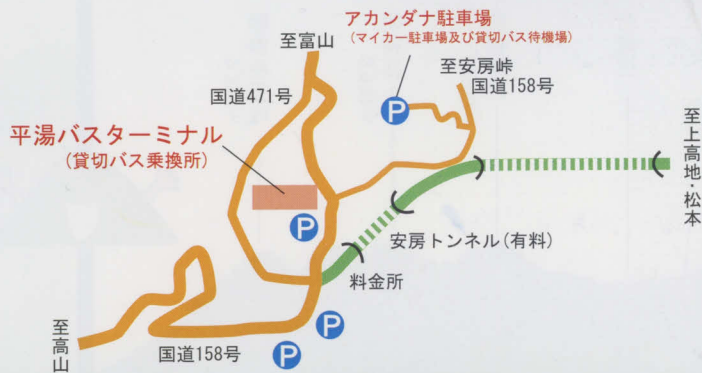 アカンダナ駐車場
(マイカー駐車場及び貸切バス待機場)
至富山
至安房峠
国道158号
国道471号
P
平湯バスターミナル
(貸切バス乗換所)
至上高地・松本
P
安房トンネル(有料)
料金所
至高山
国道158号
P
P